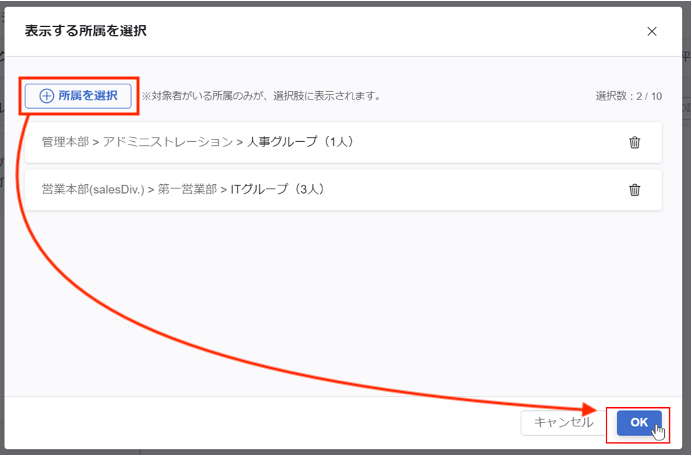 表示する所属を選択
所属を選択 ※対象者がいる所属のみが、選択肢に表示されます。 選択数：2 / 10
管理本部 > アドミニストレーション > 人事グループ（1人）
営業本部(salesDiv.) > 第一営業部 > ITグループ（3人）
キャンセル OK